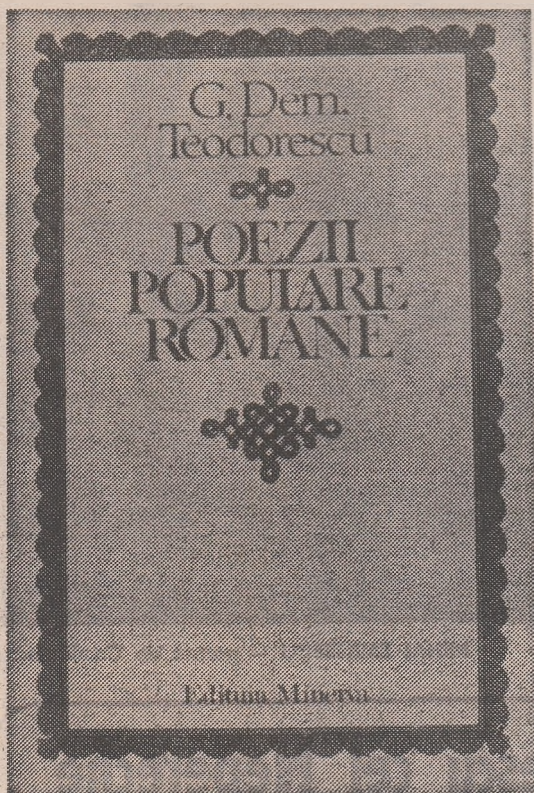 G. Dem.
Teodorescu
POEZII
POPULARE
ROMANE
Editura Minerva